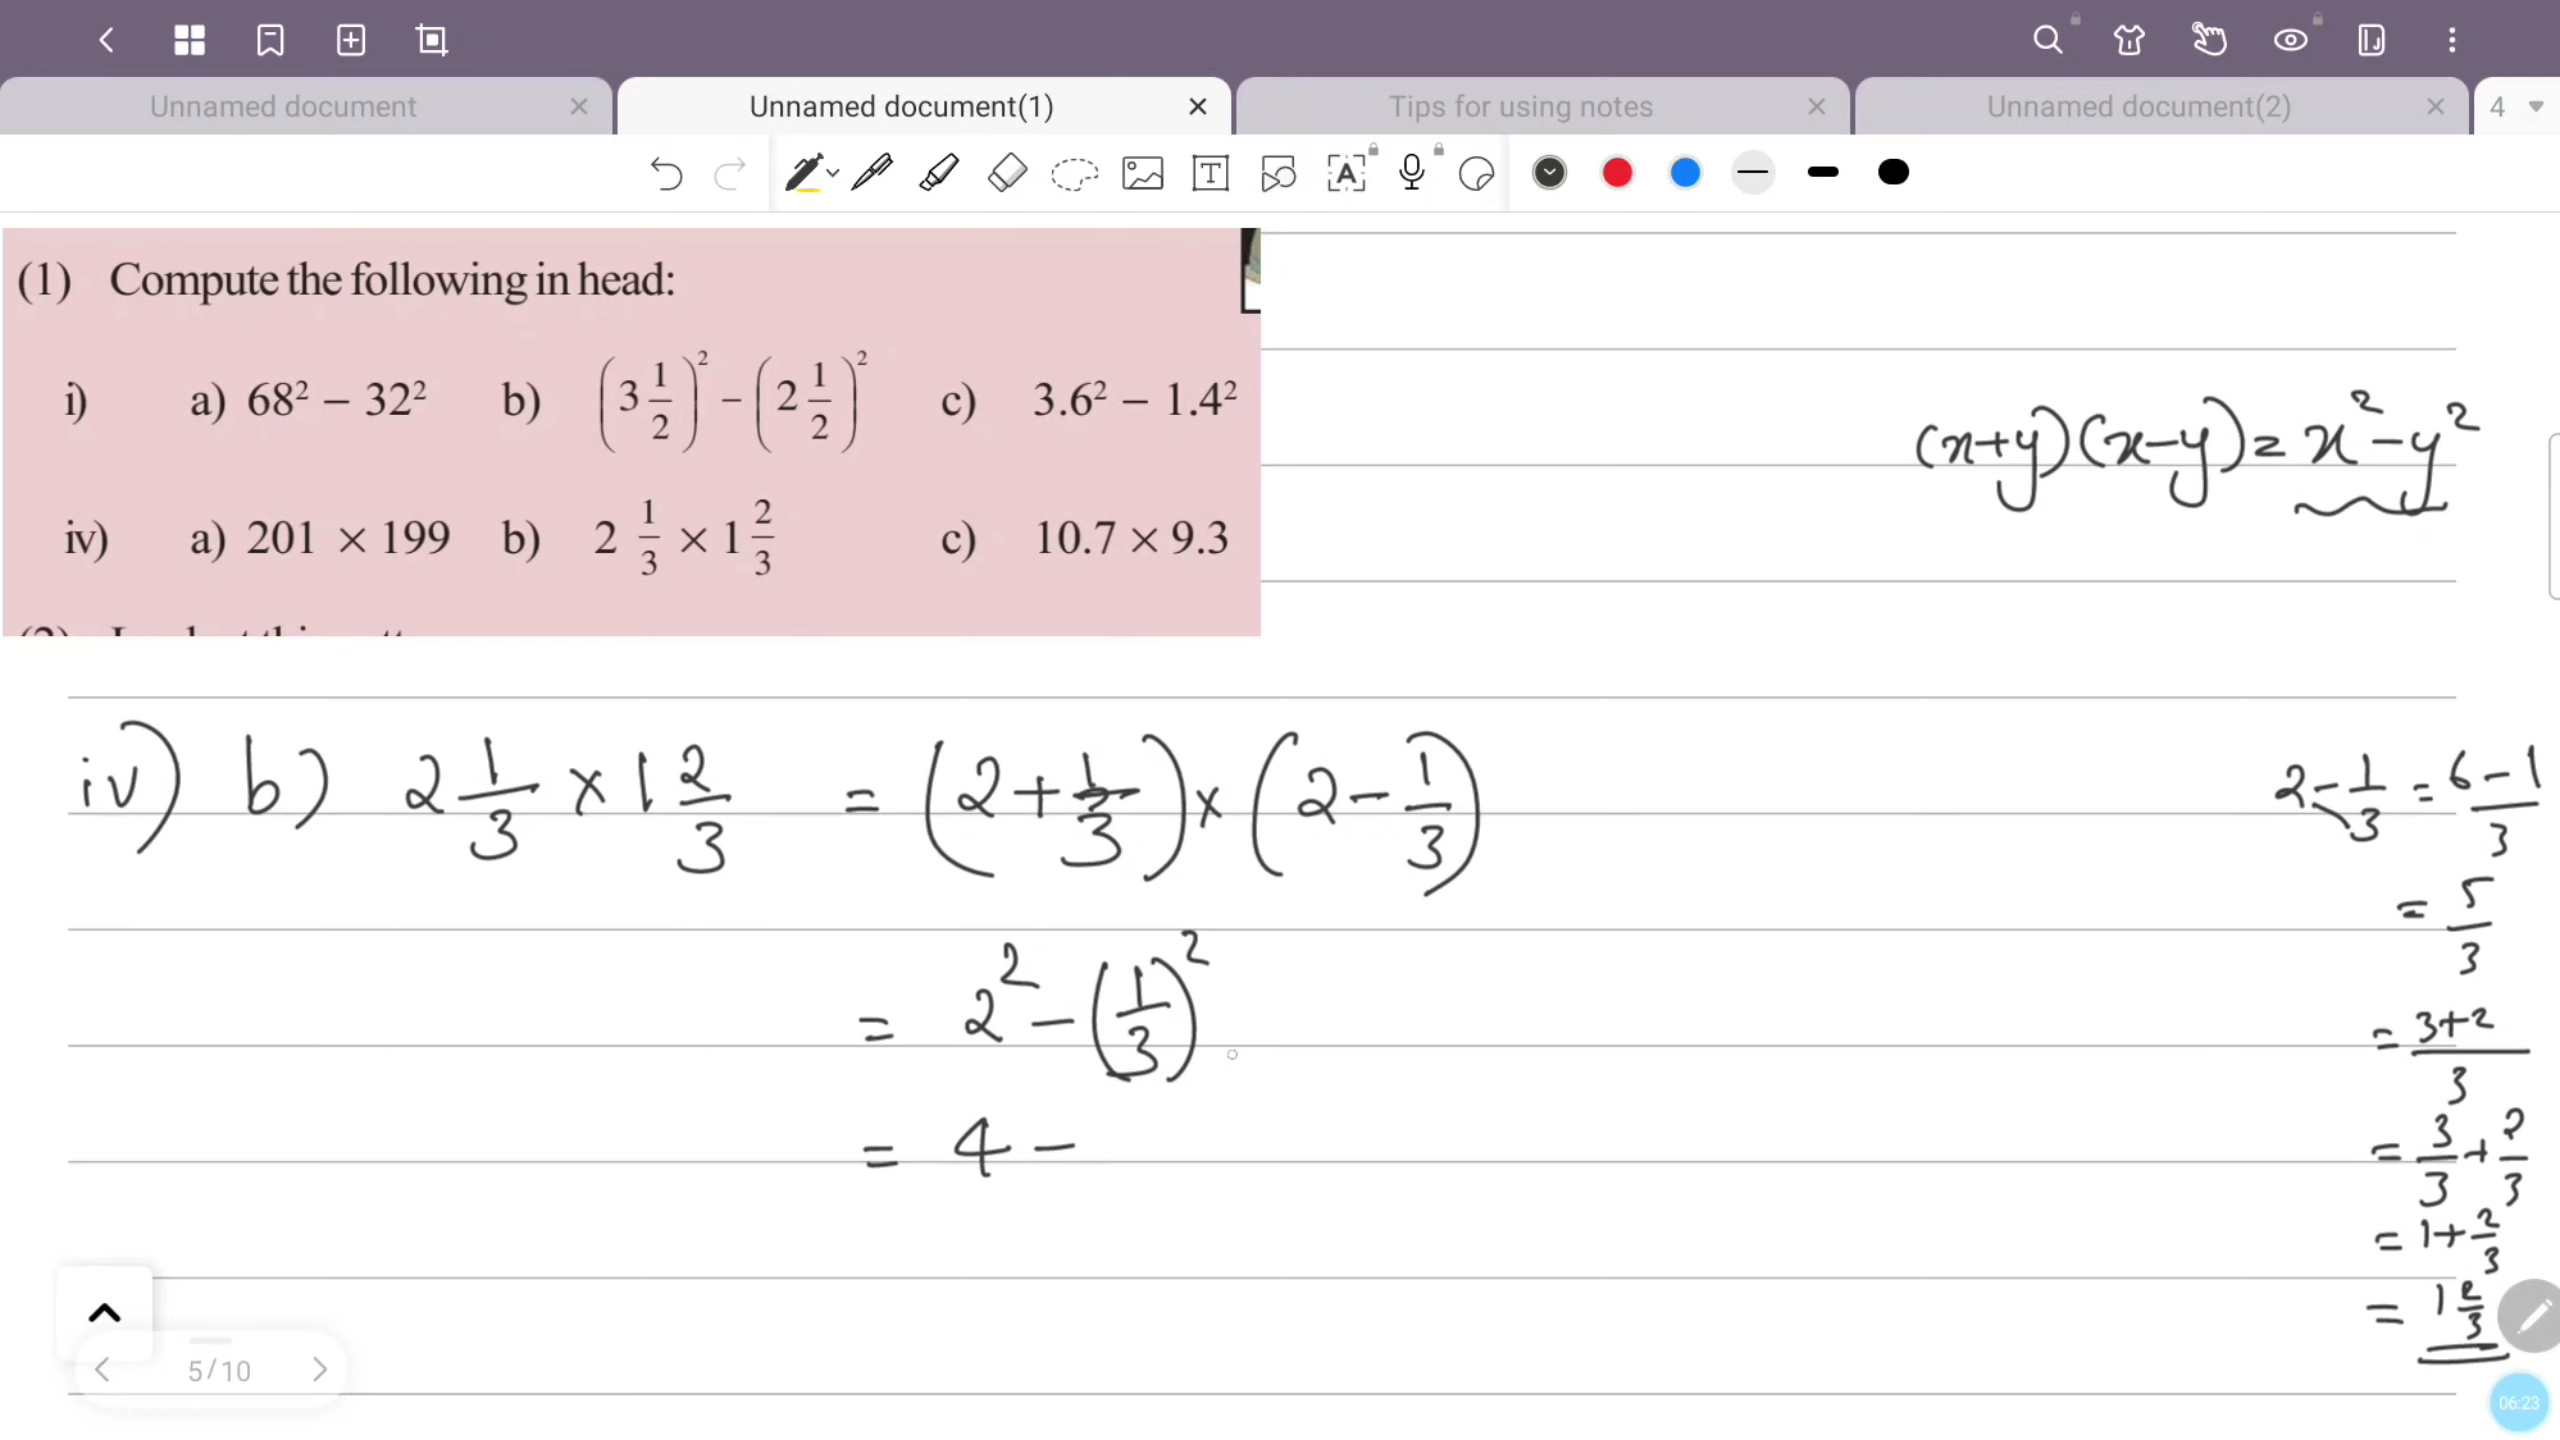 Unnamed document
Unnamed document(1)
Tips for using notes
Unnamed document(2)
4
(1) Compute the following in head:
i) a) 68² – 32² b) (3 1/2)² – (2 1/2)² c) 3.6² – 1.4²
iv) a) 201 × 199 b) 2 1/3 × 1 2/3 c) 10.7 × 9.3
(x+y)(x-y) = x² - y²
iv) b) 2 1/3 × 1 2/3 = (2 + 1/3) × (2 - 1/3)
= 2² - (1/3)²
= 4 -
2 - 1/3 = 6 - 1/3
= 5/3
= 3+2/3
= 3/3 + 2/3
= 1 + 2/3
= 1 2/3
5/10
06:23